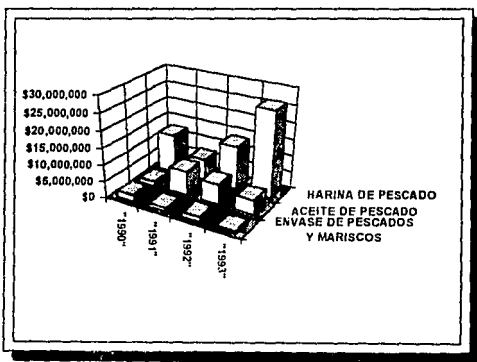 $30,000,000
$25,000,000
$20,000,000
$15,000,000
$10,000,000
$5,000,000
$0
"1990"
"1991"
"1992"
"1993"
HARINA DE PESCADO
ACEITE DE PESCADO
ENVASE DE PESCADOS
Y MARISCOS